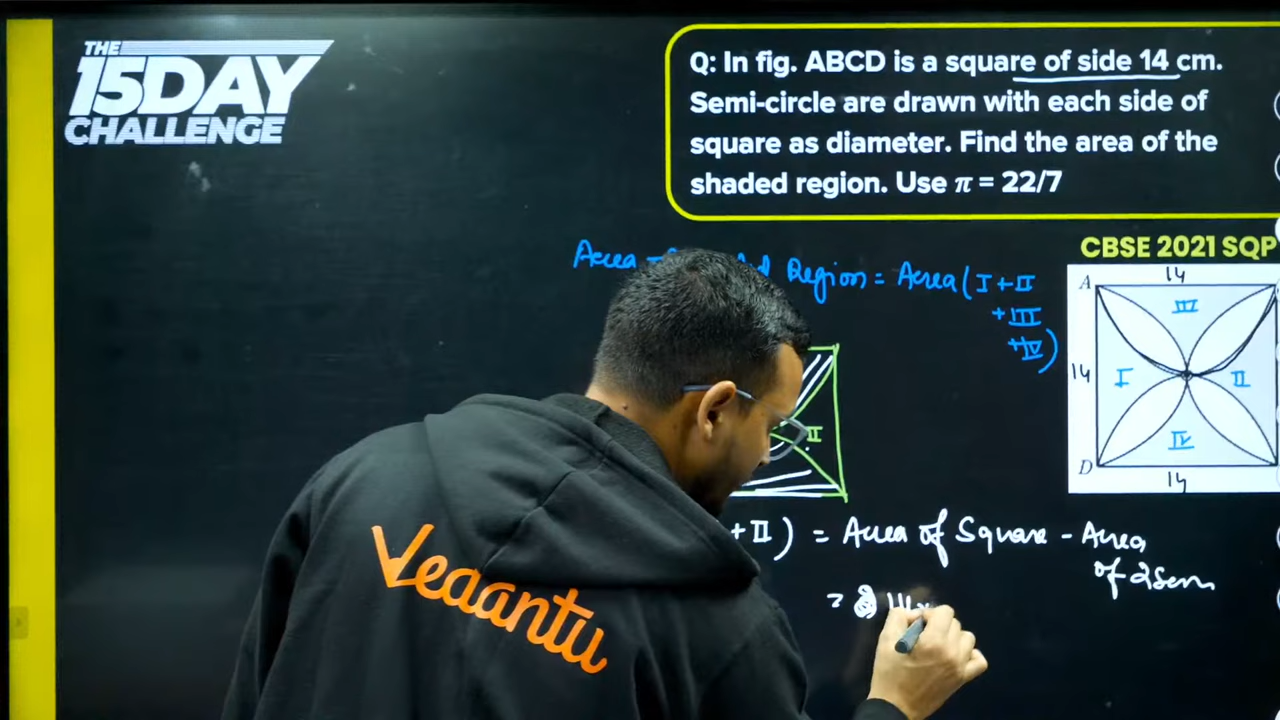 THE
15DAY
CHALLENGE
Q: In fig. ABCD is a square of side 14 cm.
Semi-circle are drawn with each side of
square as diameter. Find the area of the
shaded region. Use π = 22/7
CBSE 2021 SQP
Area Region = Area (I+II
+III
+IV)
14
A
III
14
I
II
IV
D
14
II
+II) = Area of Square - Area
of 2 Semi
=
Vedantu